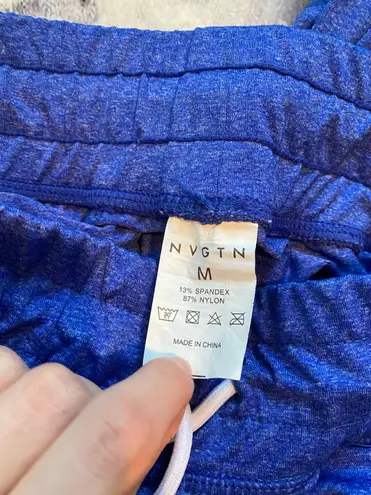 NVGTN
M
13% SPANDEX
87% NYLON
MADE IN CHINA